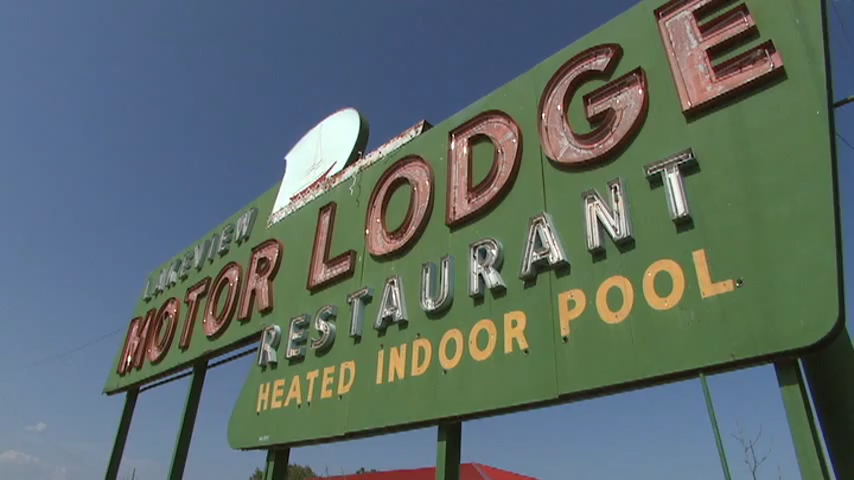 LAKEVIEW
MOTOR LODGE
RESTAURANT
HEATED INDOOR POOL